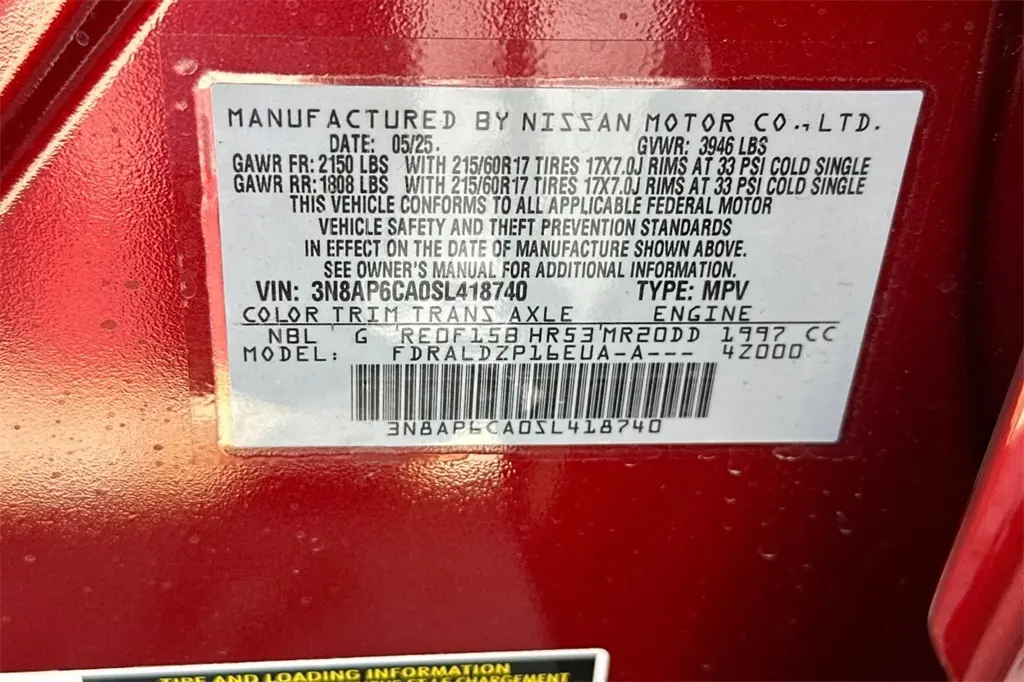 MANUFACTURED BY NISSAN MOTOR CO., LTD.
DATE: 05/25. GVWR: 3946 LBS
GAWR FR: 2150 LBS WITH 215/60R17 TIRES 17X7.0J RIMS AT 33 PSI COLD SINGLE
GAWR RR: 1808 LBS WITH 215/60R17 TIRES 17X7.0J RIMS AT 33 PSI COLD SINGLE
THIS VEHICLE CONFORMS TO ALL APPLICABLE FEDERAL MOTOR
VEHICLE SAFETY AND THEFT PREVENTION STANDARDS
IN EFFECT ON THE DATE OF MANUFACTURE SHOWN ABOVE.
SEE OWNER'S MANUAL FOR ADDITIONAL INFORMATION.
VIN: 3N8AP6CA0SL418740 TYPE: MPV
COLOR TRIM TRANS AXLE ENGINE
NBL G RE0F15B HR53 MR20DD 1997 CC
MODEL: FDRALDZP16EUA-A--- 4Z000
3N8AP6CA0SL418740
TIRE AND LOADING INFORMATION